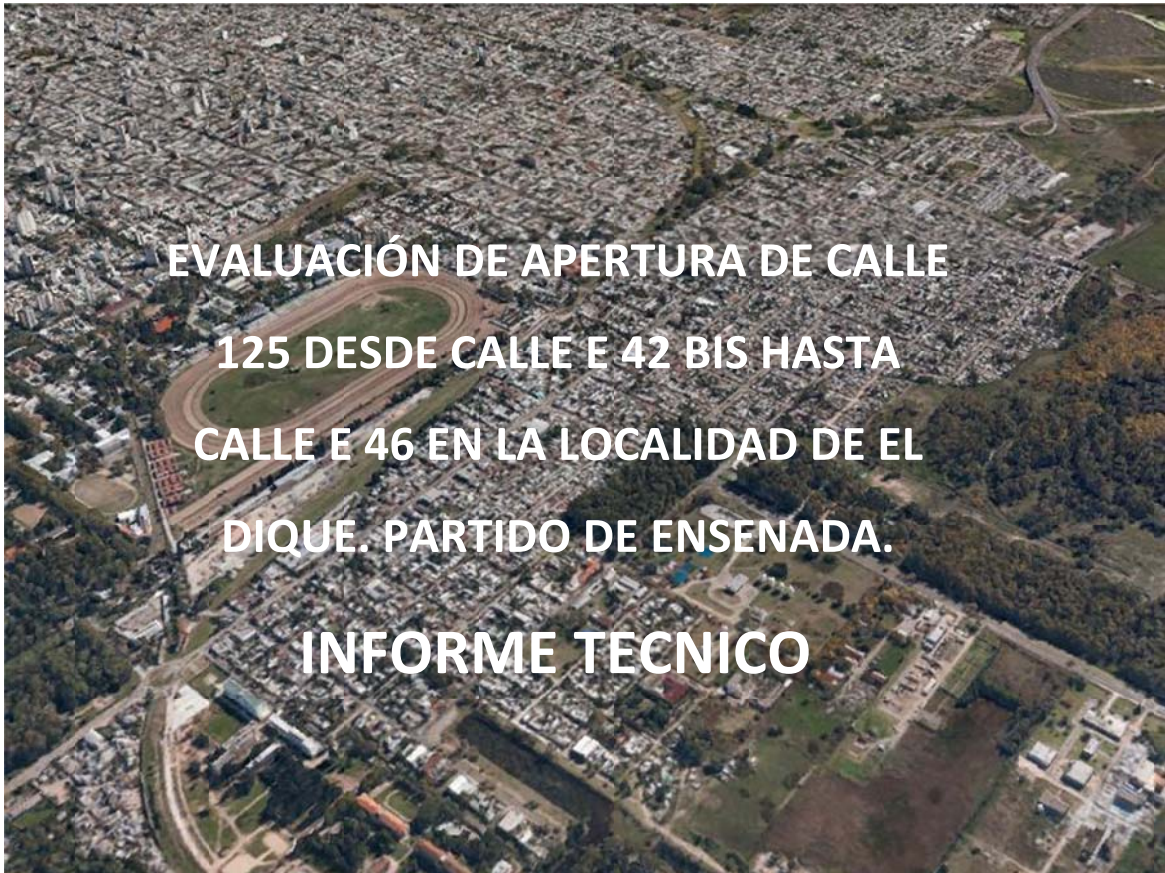 EVALUACIÓN DE APERTURA DE CALLE
125 DESDE CALLE E 42 BIS HASTA
CALLE E 46 EN LA LOCALIDAD DE EL
DIQUE. PARTIDO DE ENSENADA.
INFORME TECNICO